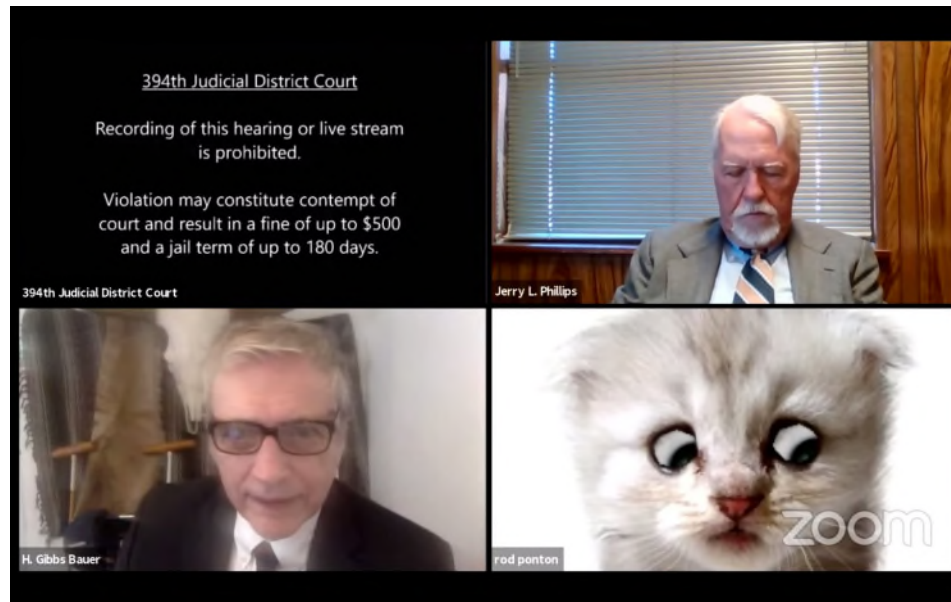 394th Judicial District Court
Recording of this hearing or live stream
is prohibited.
Violation may constitute contempt of
court and result in a fine of up to $500
and a jail term of up to 180 days.
394th Judicial District Court
Jerry L. Phillips
H. Gibbs Bauer
rod ponton
zoom